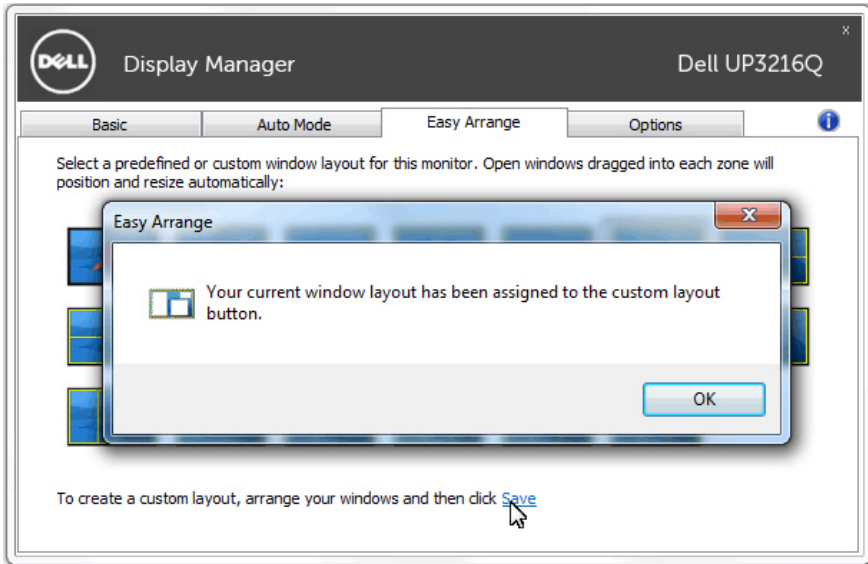 x
DELL
Display Manager
Dell UP3216Q
Basic
Auto Mode
Easy Arrange
Options
i
Select a predefined or custom window layout for this monitor. Open windows dragged into each zone will
position and resize automatically:
Easy Arrange
Your current window layout has been assigned to the custom layout
button.
OK
To create a custom layout, arrange your windows and then click Save